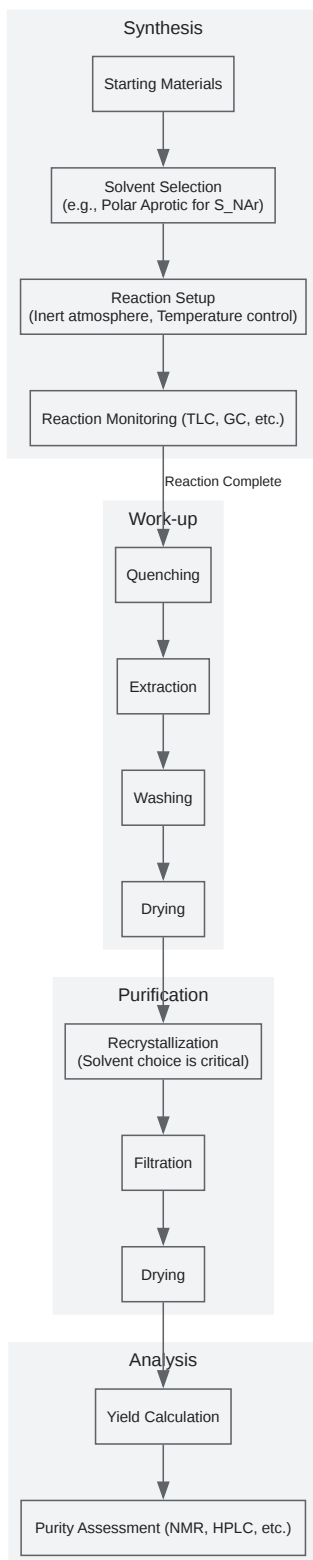 Synthesis
Starting Materials
Solvent Selection
(e.g., Polar Aprotic for S_NAr)
Reaction Setup
(Inert atmosphere, Temperature control)
Reaction Monitoring (TLC, GC, etc.)
Reaction Complete
Work-up
Quenching
Extraction
Washing
Drying
Purification
Recrystallization
(Solvent choice is critical)
Filtration
Drying
Analysis
Yield Calculation
Purity Assessment (NMR, HPLC, etc.)